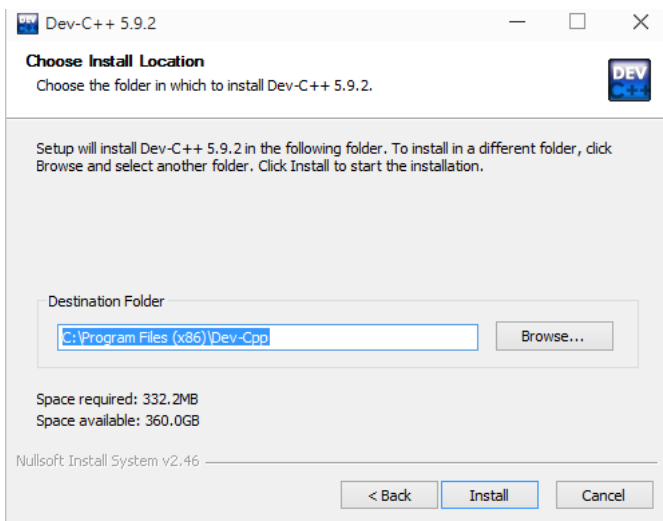 Dev-C++ 5.9.2
Choose Install Location
Choose the folder in which to install Dev-C++ 5.9.2.
DEV
C++
Setup will install Dev-C++ 5.9.2 in the following folder. To install in a different folder, click
Browse and select another folder. Click Install to start the installation.
Destination Folder
C:\Program Files (x86)\Dev-Cpp
Browse...
Space required: 332.2MB
Space available: 360.0GB
Nullsoft Install System v2.46
< Back
Install
Cancel